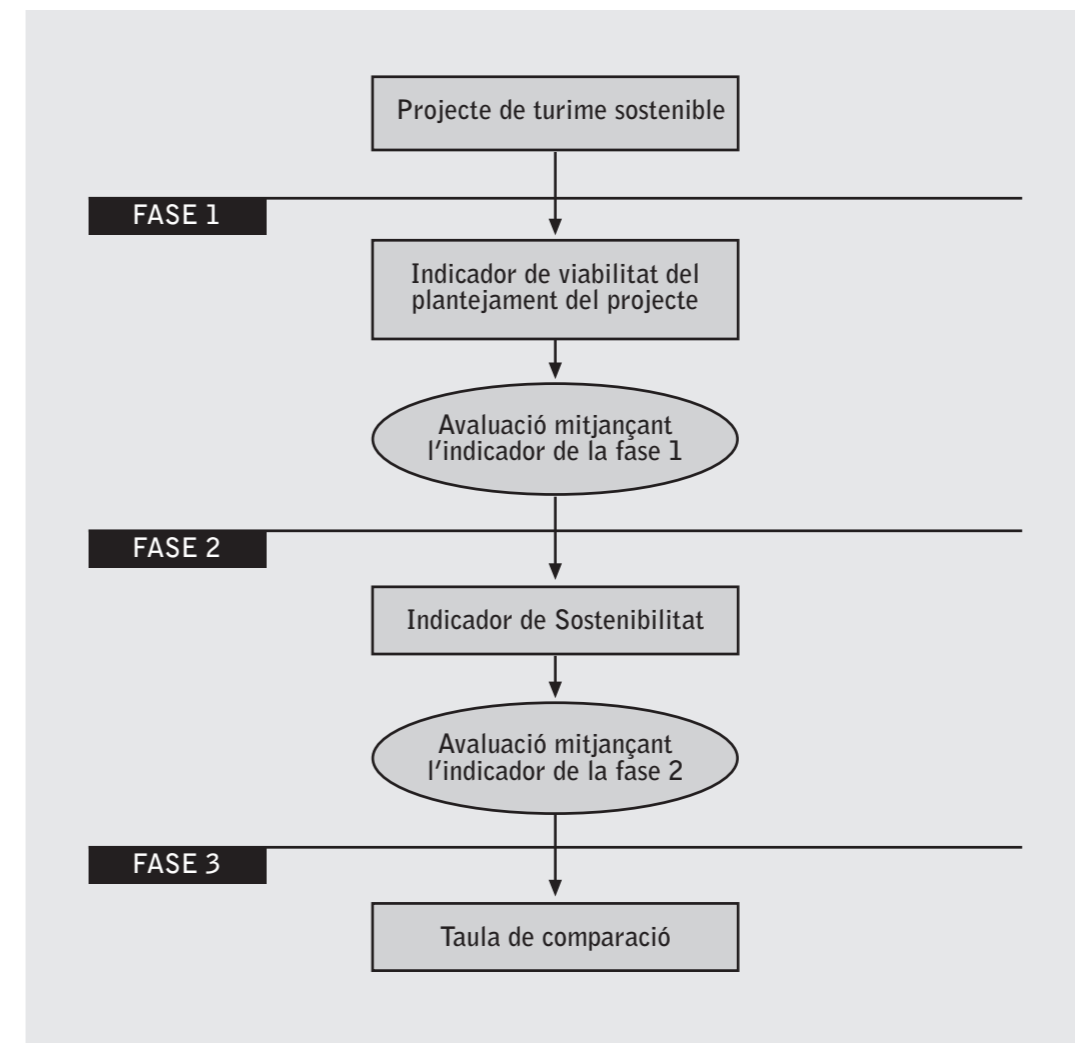 Projecte de turime sostenible
FASE 1
Indicador de viabilitat del
plantejament del projecte
Avaluació mitjançant
l'indicador de la fase 1
FASE 2
Indicador de Sostenibilitat
Avaluació mitjançant
l'indicador de la fase 2
FASE 3
Taula de comparació